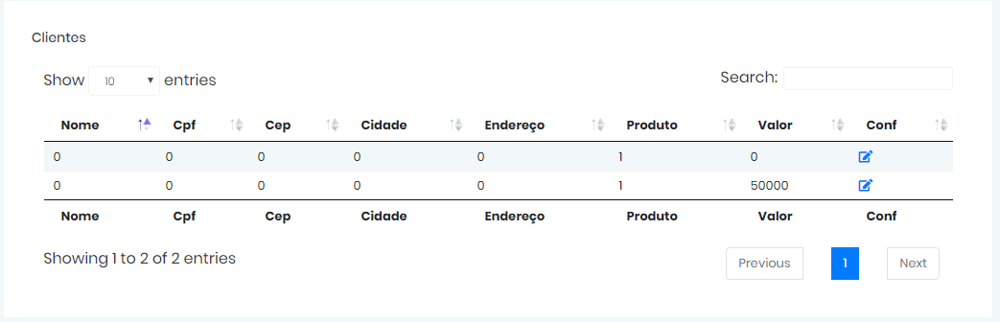 Clientes
Show 10 entries Search:
Nome Cpf Cep Cidade Endereço Produto Valor Conf
0 0 0 0 0 1 0
0 0 0 0 0 1 50000
Nome Cpf Cep Cidade Endereço Produto Valor Conf
Showing 1 to 2 of 2 entries Previous 1 Next